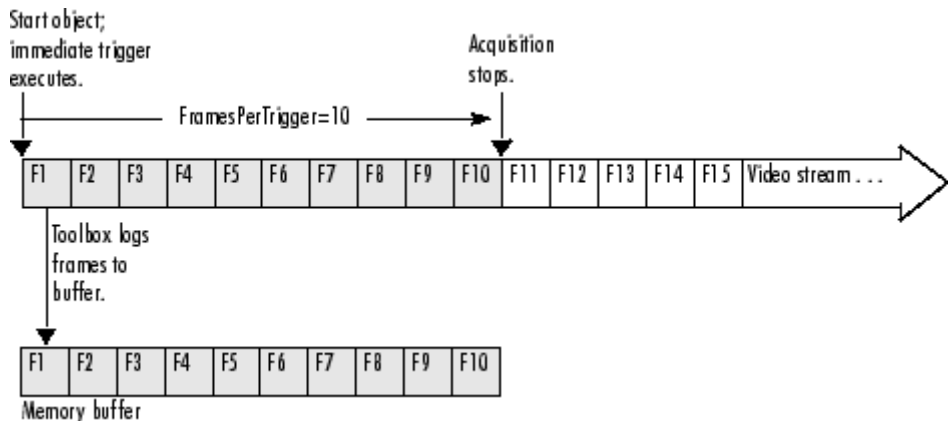 Start object;
immediate trigger
executes.
Acquisition
stops.
FramesPerTrigger=10
F1 F2 F3 F4 F5 F6 F7 F8 F9 F10 F11 F12 F13 F14 F15 Video stream . . .
Toolbox logs
frames to
buffer.
F1 F2 F3 F4 F5 F6 F7 F8 F9 F10
Memory buffer